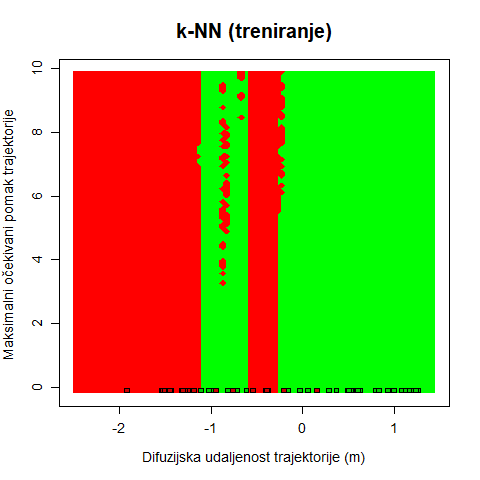 k-NN (treniranje)
Maksimalni očekivani pomak trajektorije
10
8
6
4
2
0
-2 -1 0 1
Difuzijska udaljenost trajektorije (m)